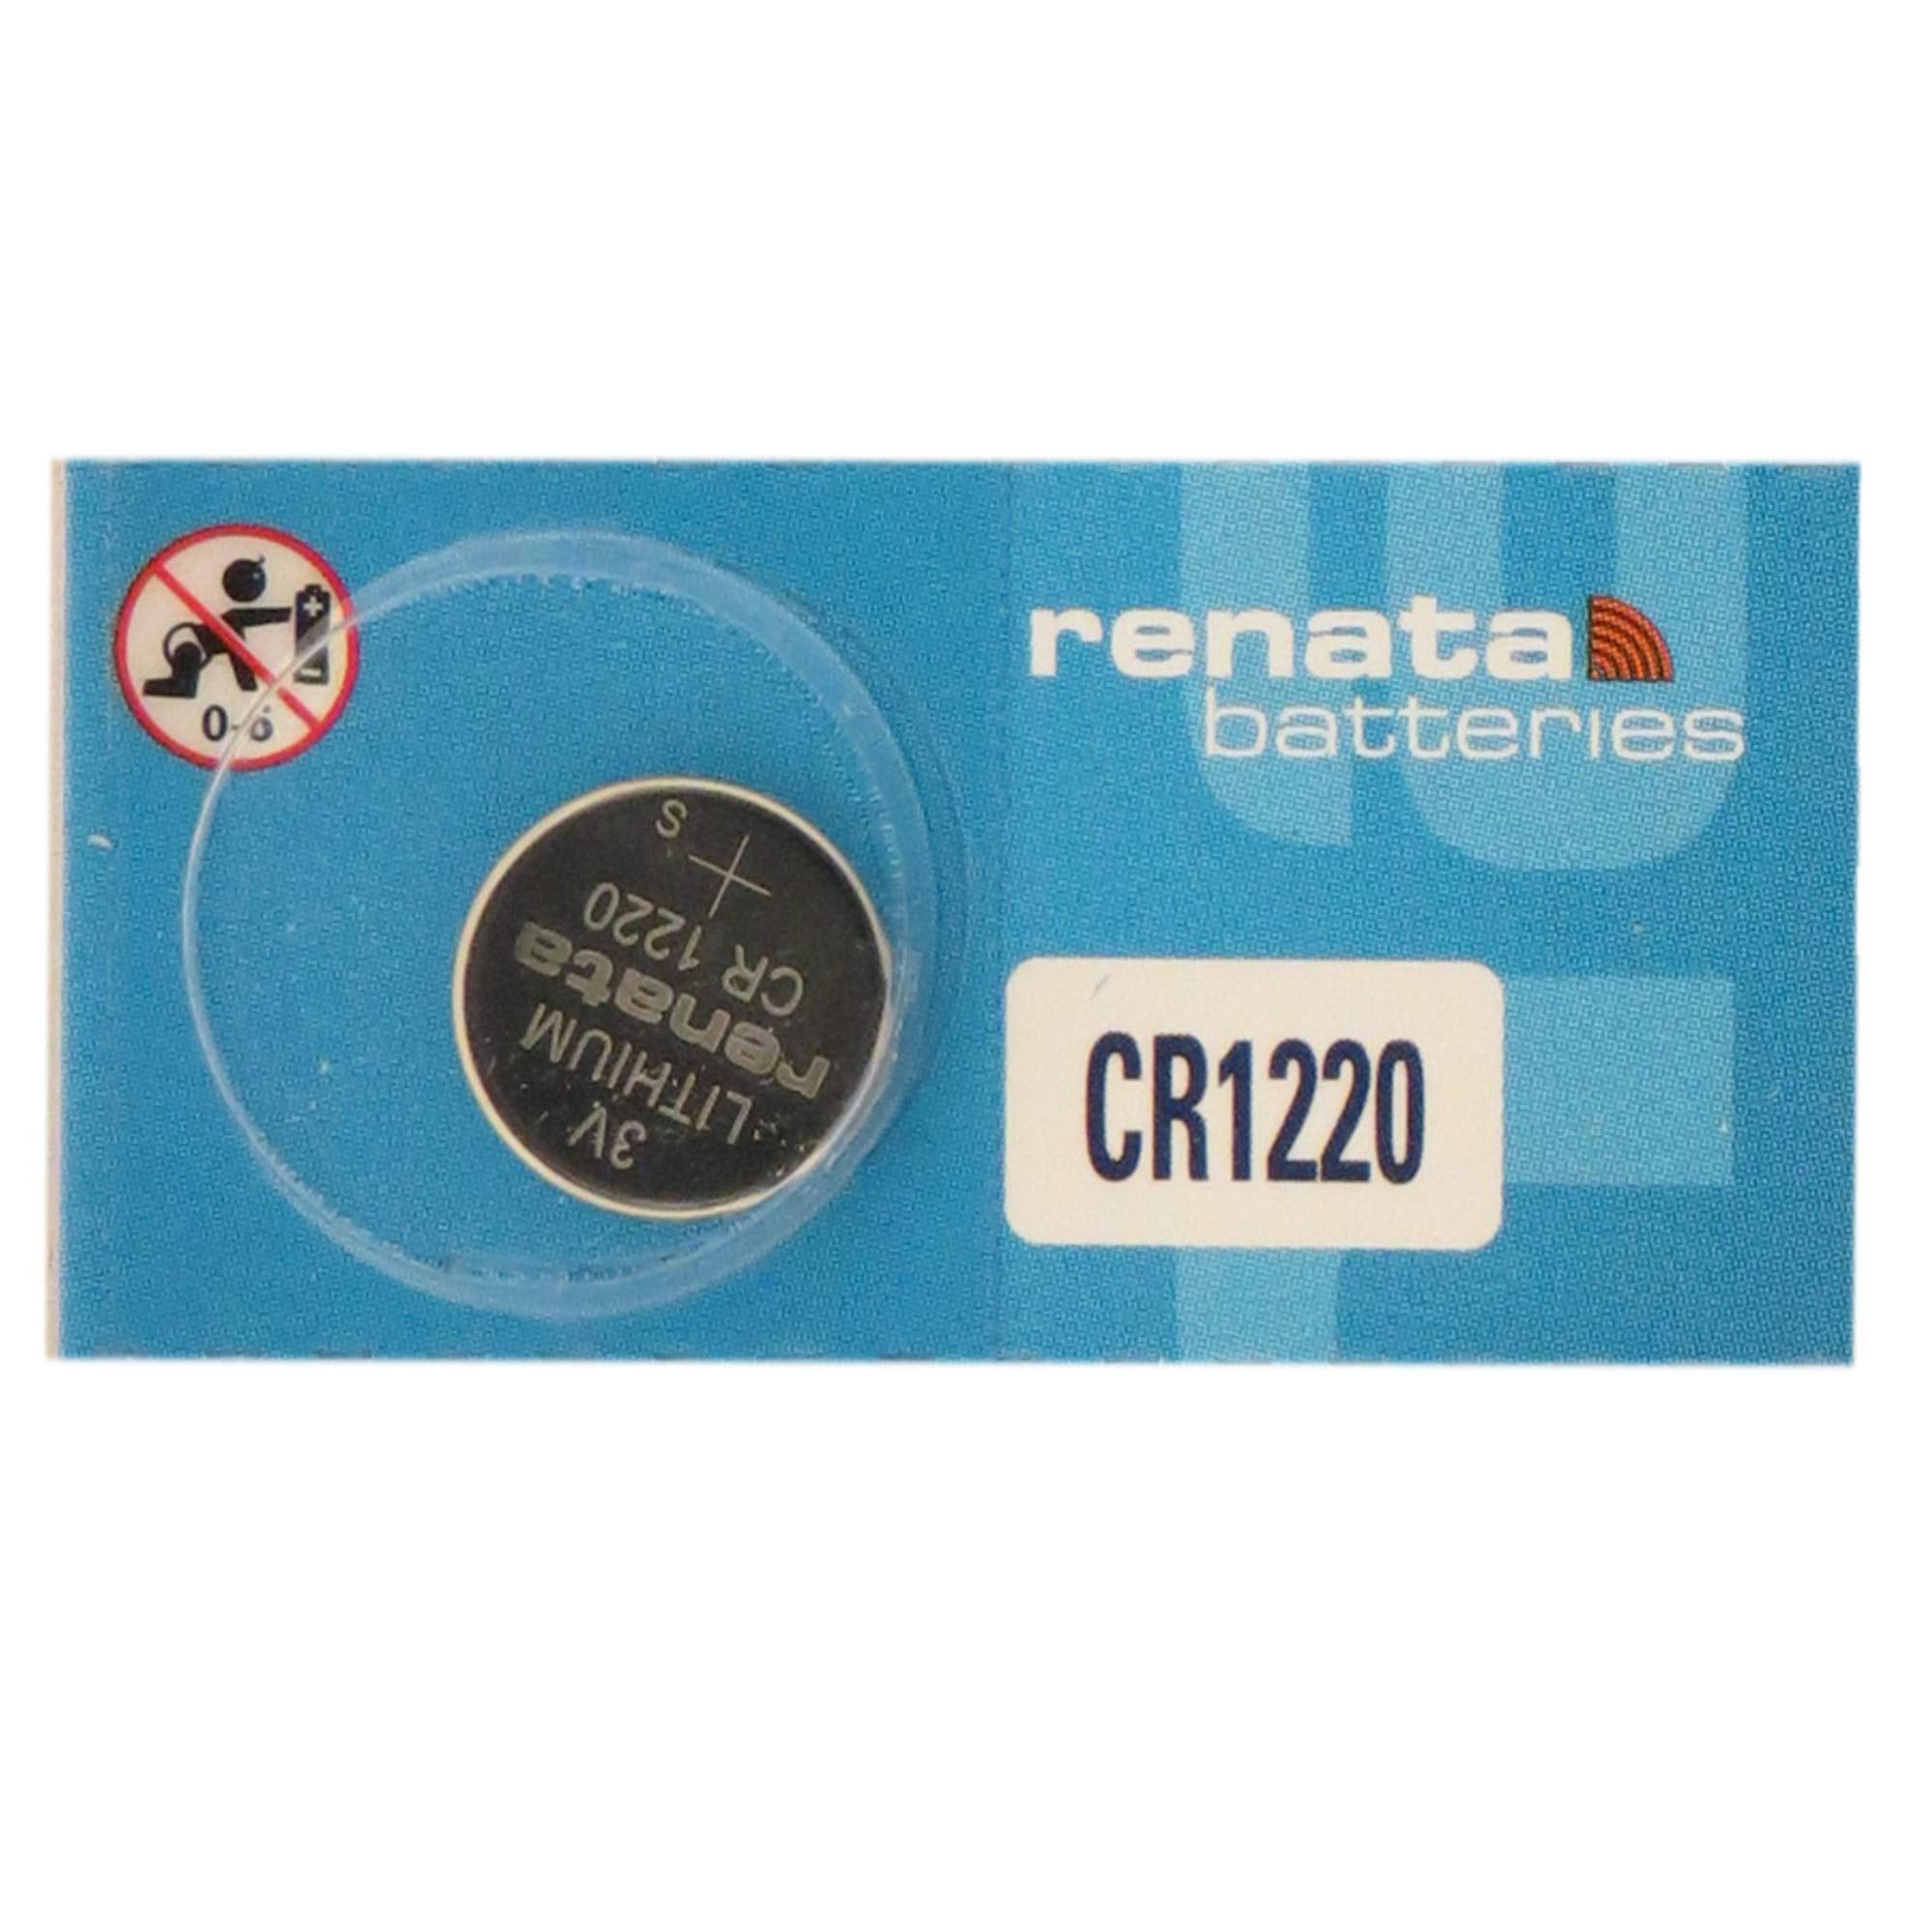 0-6
renata
batteries
CR1220
3V
LITHIUM
renata
CR 1220
+
S